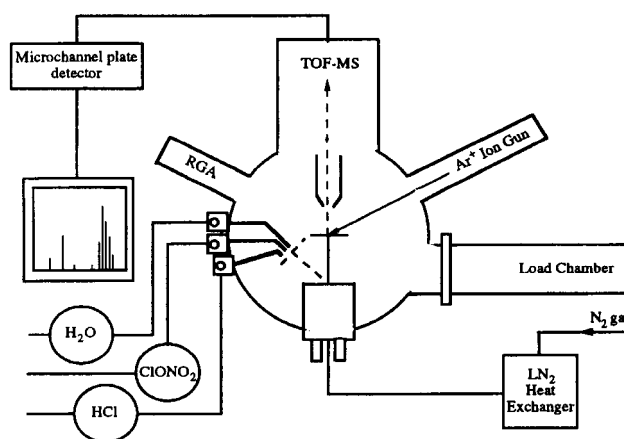 Microchannel plate
detector
TOF-MS
RGA
Ar+ Ion Gun
Load Chamber
H2O
ClONO2
HCl
N2 ga
LN2
Heat
Exchanger